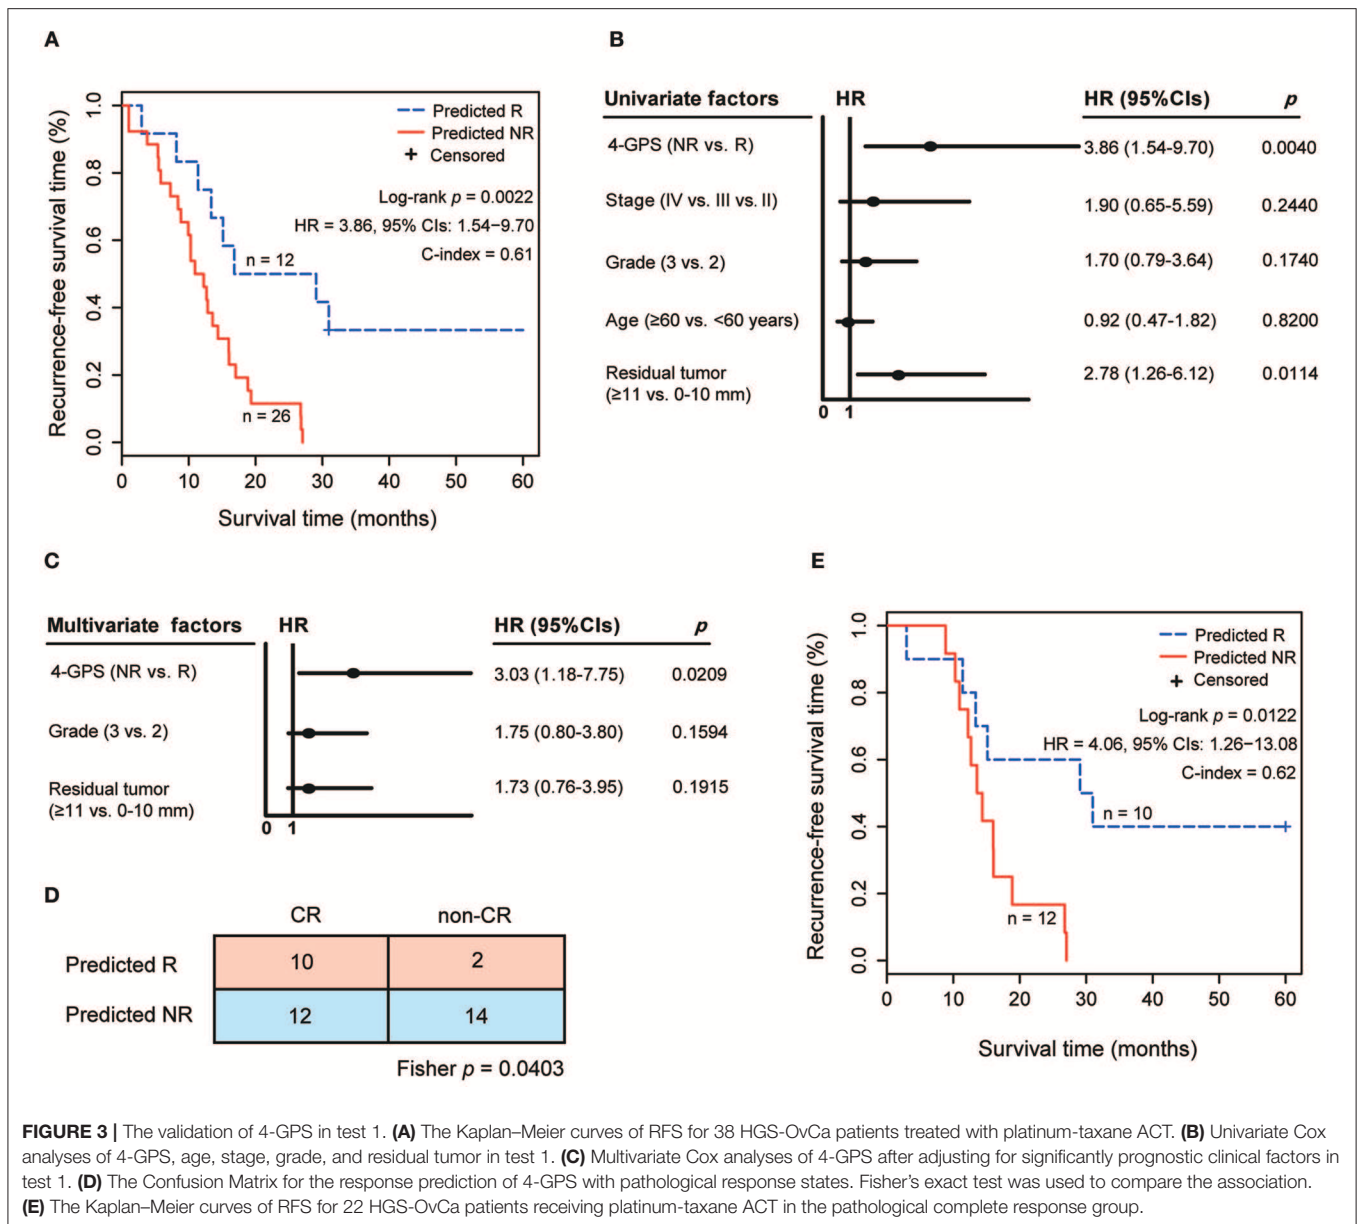 A
Recurrence-free survival time (%)
1.0
0.8
0.6
0.4
0.2
0.0
Predicted R
Predicted NR
+ Censored
Log-rank p = 0.0022
HR = 3.86, 95% CIs: 1.54−9.70
C-index = 0.61
n = 12
n = 26
0 10 20 30 40 50 60
Survival time (months)
B
Univariate factors HR HR (95%CIs) p
4-GPS (NR vs. R) 3.86 (1.54-9.70) 0.0040
Stage (IV vs. III vs. II) 1.90 (0.65-5.59) 0.2440
Grade (3 vs. 2) 1.70 (0.79-3.64) 0.1740
Age (≥60 vs. <60 years) 0.92 (0.47-1.82) 0.8200
Residual tumor 2.78 (1.26-6.12) 0.0114
(≥11 vs. 0-10 mm)
0 1
C
Multivariate factors HR HR (95%CIs) p
4-GPS (NR vs. R) 3.03 (1.18-7.75) 0.0209
Grade (3 vs. 2) 1.75 (0.80-3.80) 0.1594
Residual tumor 1.73 (0.76-3.95) 0.1915
(≥11 vs. 0-10 mm)
0 1
D
CR non-CR
Predicted R 10 2
Predicted NR 12 14
Fisher p = 0.0403
E
Recurrence-free survival time (%)
1.0
0.8
0.6
0.4
0.2
0.0
Predicted R
Predicted NR
+ Censored
Log-rank p = 0.0122
HR = 4.06, 95% CIs: 1.26−13.08
C-index = 0.62
n = 10
n = 12
0 10 20 30 40 50 60
Survival time (months)
FIGURE 3 | The validation of 4-GPS in test 1. (A) The Kaplan–Meier curves of RFS for 38 HGS-OvCa patients treated with platinum-taxane ACT. (B) Univariate Cox
analyses of 4-GPS, age, stage, grade, and residual tumor in test 1. (C) Multivariate Cox analyses of 4-GPS after adjusting for significantly prognostic clinical factors in
test 1. (D) The Confusion Matrix for the response prediction of 4-GPS with pathological response states. Fisher's exact test was used to compare the association.
(E) The Kaplan–Meier curves of RFS for 22 HGS-OvCa patients receiving platinum-taxane ACT in the pathological complete response group.